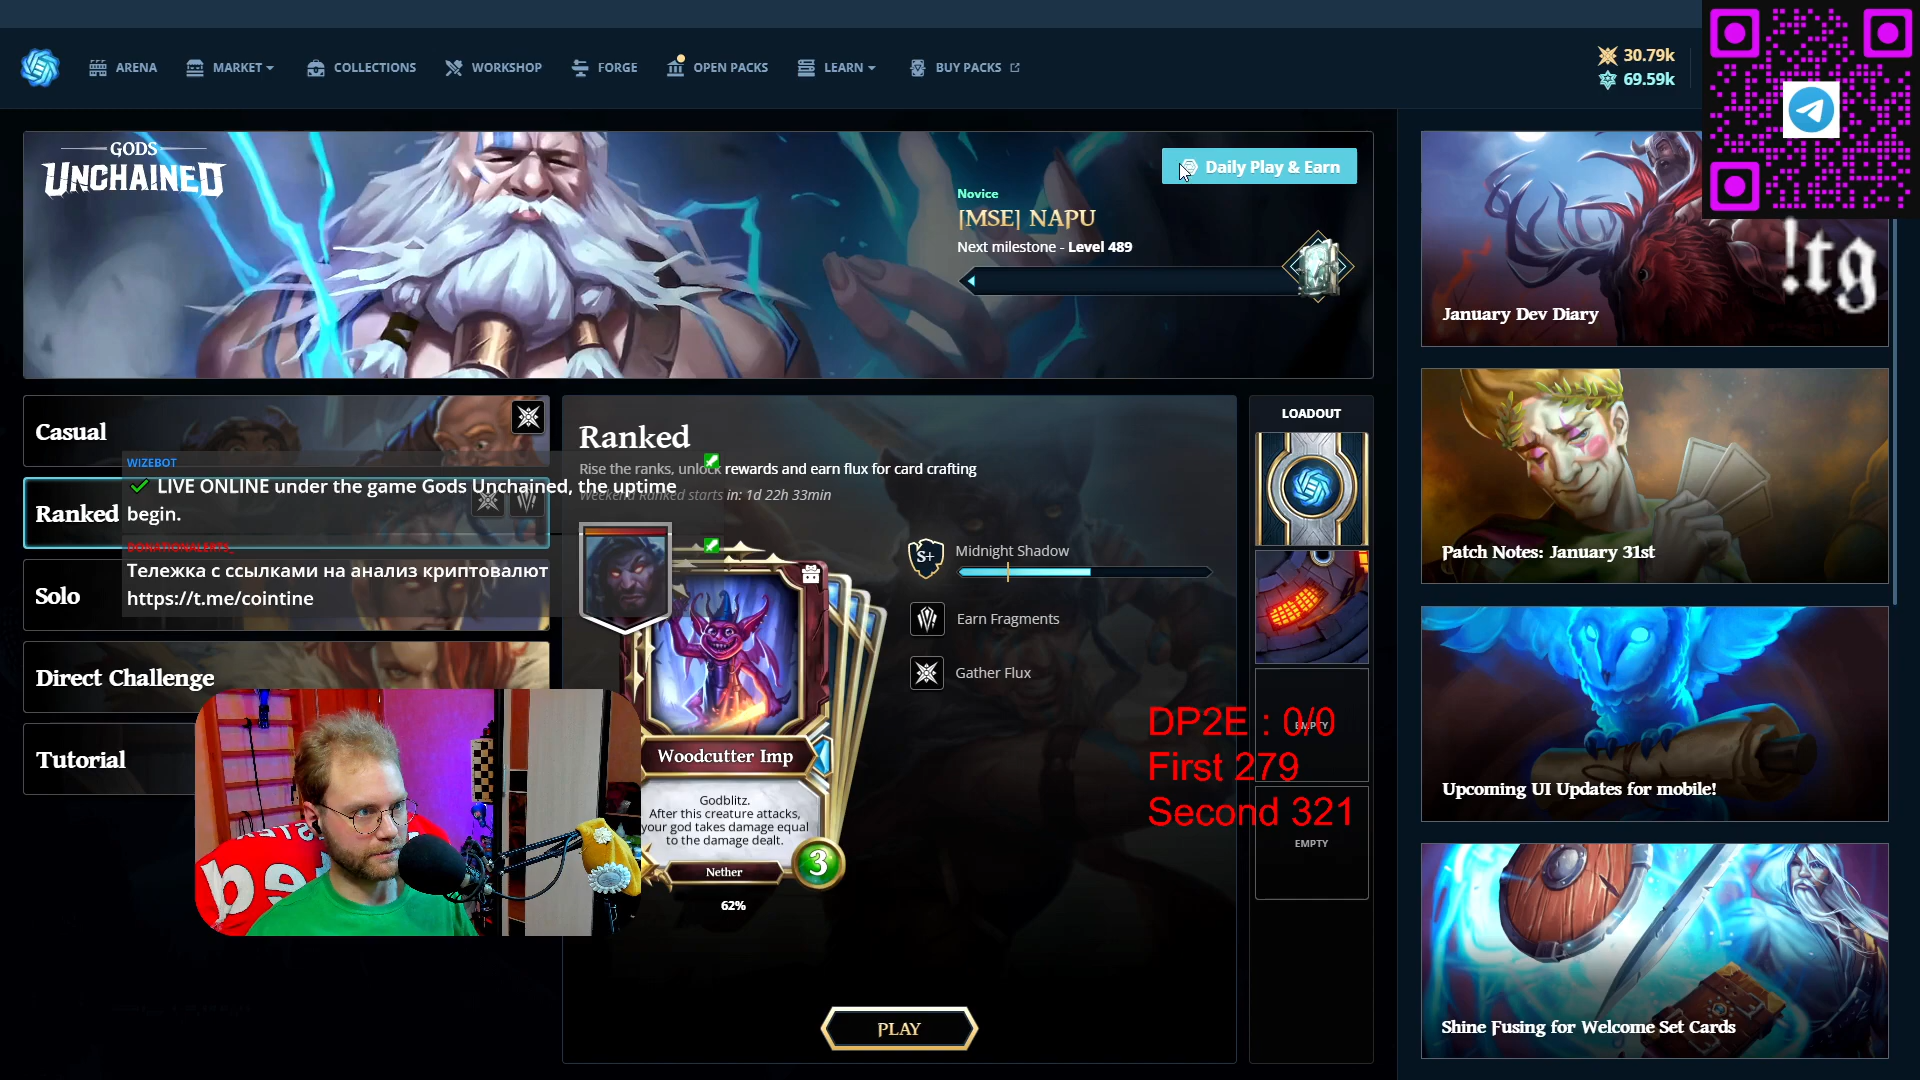 ARENA
MARKET
COLLECTIONS
WORKSHOP
FORGE
OPEN PACKS
LEARN
BUY PACKS
30.79k
69.59k
GODS
UNCHAINED
Daily Play & Earn
Novice
[MSE] NAPU
Next milestone - Level 489
!tg
January Dev Diary
Casual
Ranked
Solo
Direct Challenge
Tutorial
WIZEBOT
LIVE ONLINE under the game Gods Unchained, the uptime
begin.
DONATIONALERTS_
Тележка с ссылками на анализ криптовалют
https://t.me/cointine
Ranked
Rise the ranks, unlock rewards and earn flux for card crafting
Weekend Ranked starts in: 1d 22h 33min
S+
Midnight Shadow
Earn Fragments
Gather Flux
Woodcutter Imp
Godblitz.
After this creature attacks,
your god takes damage equal
to the damage dealt.
Nether
3
62%
PLAY
LOADOUT
EMPTY
EMPTY
DP2E : 0/0
First 279
Second 321
Patch Notes: January 31st
Upcoming UI Updates for mobile!
Shine Fusing for Welcome Set Cards